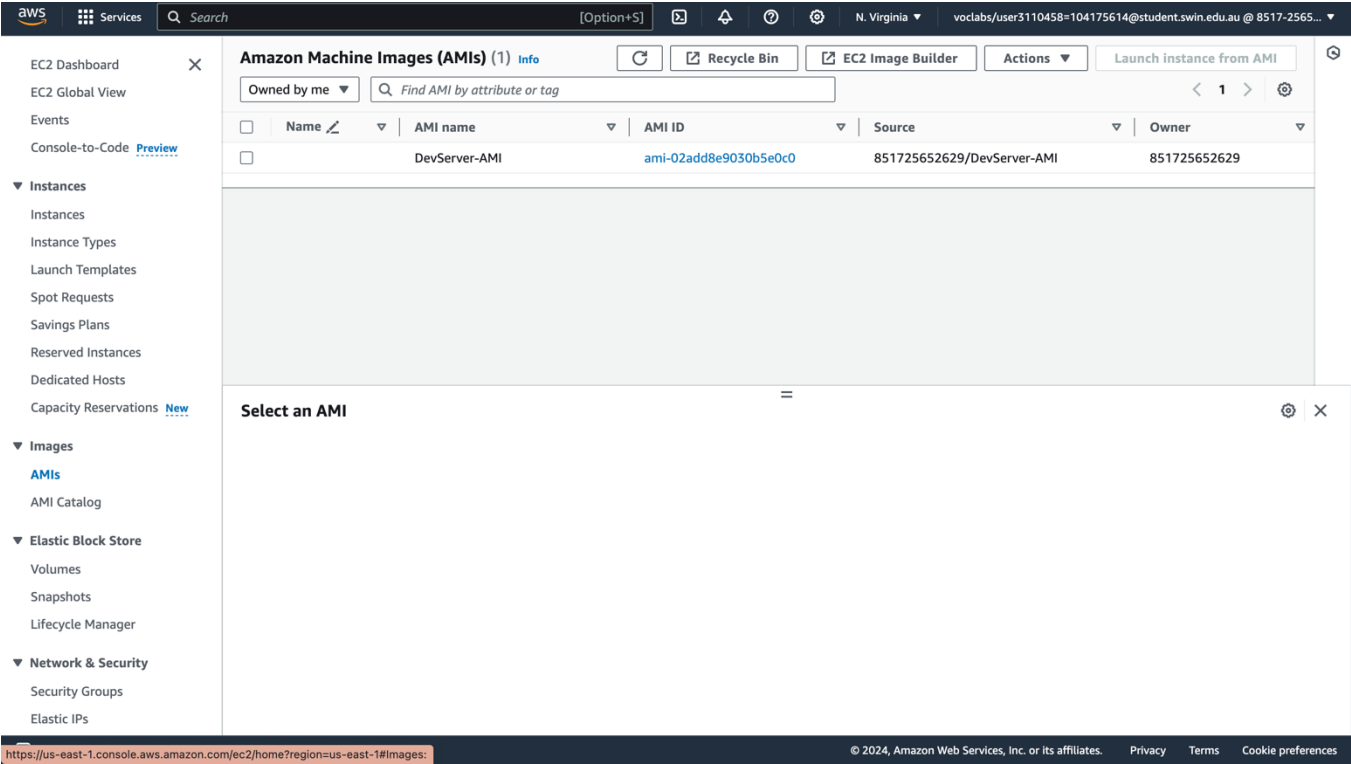 aws Services Search [Option+S] N. Virginia ▼ voclabs/user3110458=104175614@student.swin.edu.au @ 8517-2565... ▼
EC2 Dashboard
EC2 Global View
Events
Console-to-Code Preview
▼ Instances
Instances
Instance Types
Launch Templates
Spot Requests
Savings Plans
Reserved Instances
Dedicated Hosts
Capacity Reservations New
▼ Images
AMIs
AMI Catalog
▼ Elastic Block Store
Volumes
Snapshots
Lifecycle Manager
▼ Network & Security
Security Groups
Elastic IPs
Amazon Machine Images (AMIs) (1) Info Recycle Bin EC2 Image Builder Actions ▼ Launch instance from AMI
Owned by me ▼ Find AMI by attribute or tag 1
Name AMI name AMI ID Source Owner
DevServer-AMI ami-02add8e9030b5e0c0 851725652629/DevServer-AMI 851725652629
Select an AMI
https://us-east-1.console.aws.amazon.com/ec2/home?region=us-east-1#Images:
© 2024, Amazon Web Services, Inc. or its affiliates. Privacy Terms Cookie preferences